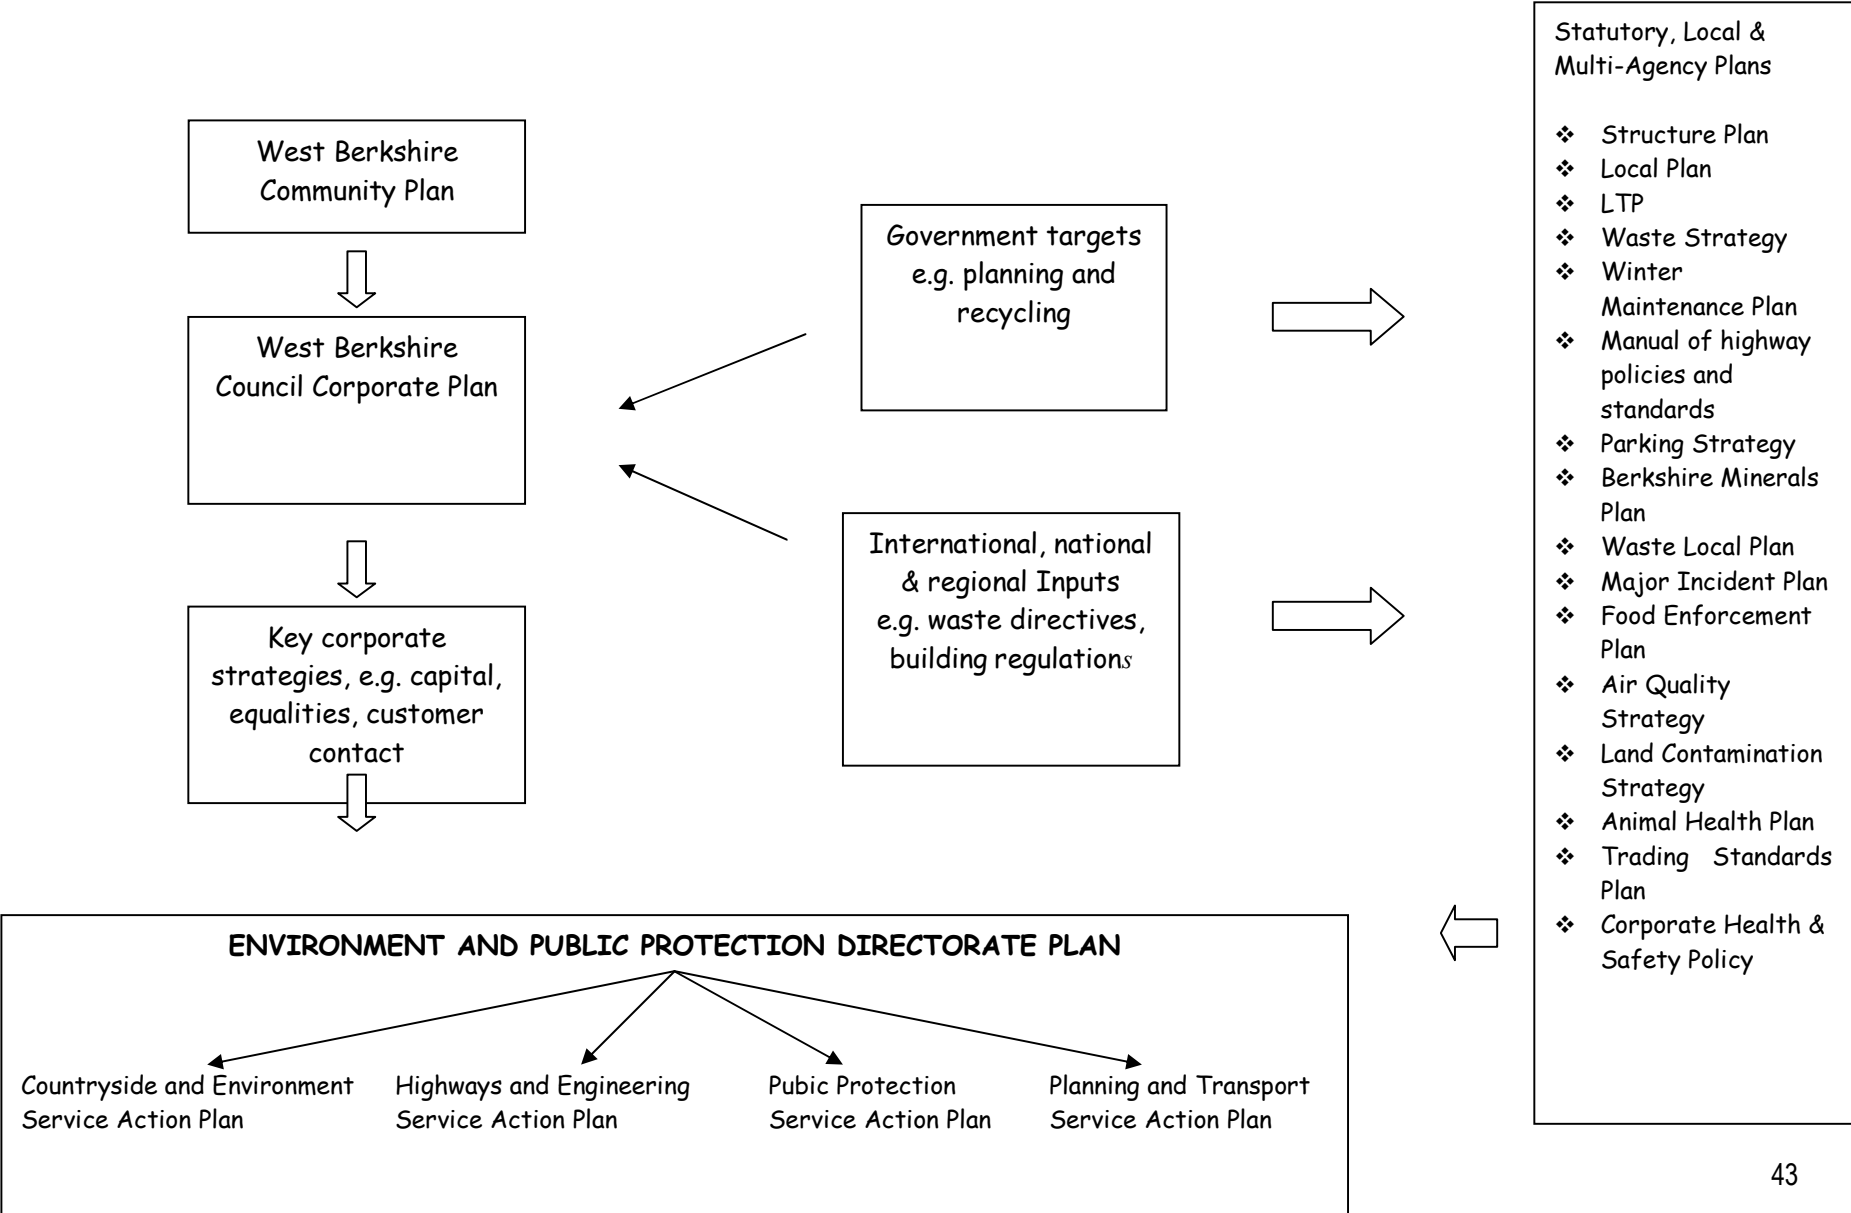 West Berkshire
Community Plan
West Berkshire
Council Corporate Plan
Key corporate
strategies, e.g. capital,
equalities, customer
contact
Government targets
e.g. planning and
recycling
International, national
& regional Inputs
e.g. waste directives,
building regulations
Statutory, Local &
Multi-Agency Plans
❖ Structure Plan
❖ Local Plan
❖ LTP
❖ Waste Strategy
❖ Winter
Maintenance Plan
❖ Manual of highway
policies and
standards
❖ Parking Strategy
❖ Berkshire Minerals
Plan
❖ Waste Local Plan
❖ Major Incident Plan
❖ Food Enforcement
Plan
❖ Air Quality
Strategy
❖ Land Contamination
Strategy
❖ Animal Health Plan
❖ Trading Standards
Plan
❖ Corporate Health &
Safety Policy
ENVIRONMENT AND PUBLIC PROTECTION DIRECTORATE PLAN
Countryside and Environment
Service Action Plan
Highways and Engineering
Service Action Plan
Pubic Protection
Service Action Plan
Planning and Transport
Service Action Plan
43